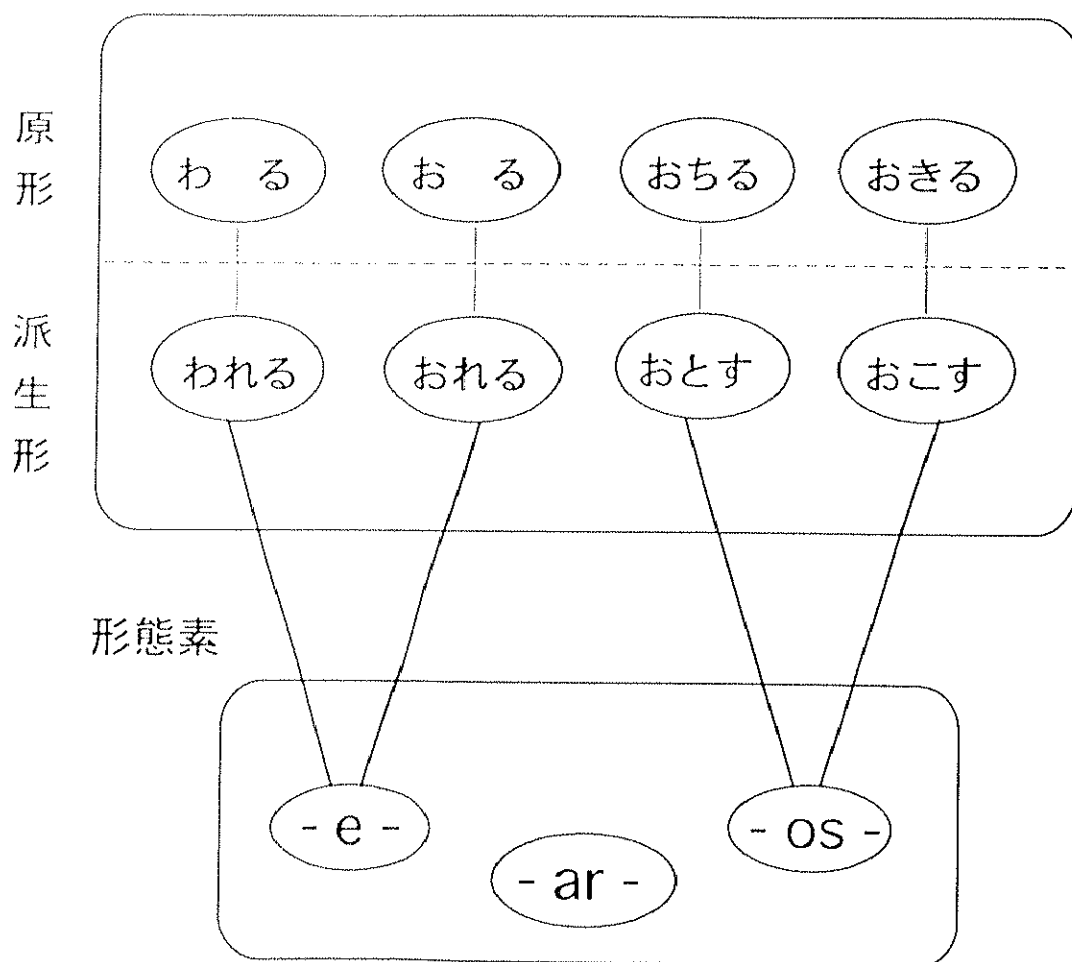 原形
わ る
お る
おちる
おきる
派生形
われる
おれる
おとす
おこす
形態素
- e -
- ar -
- os -